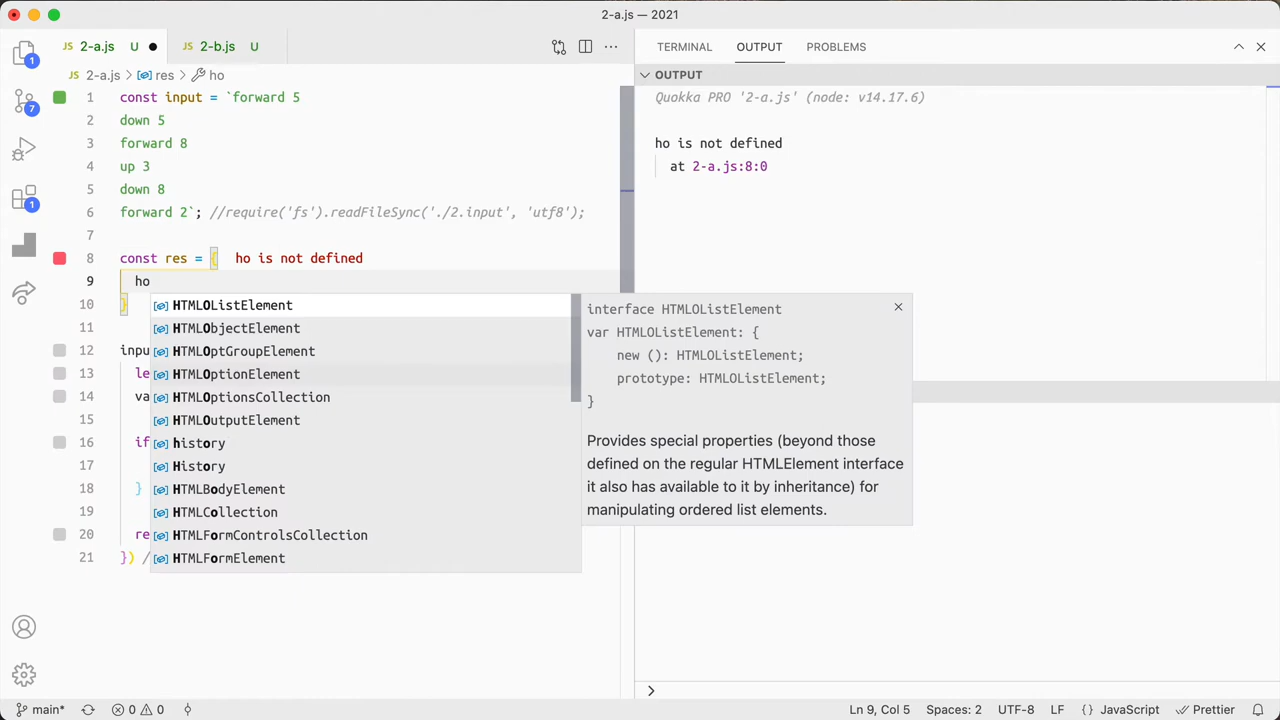 2-a.js — 2021
JS 2-a.js U ●
JS 2-b.js U
TERMINAL OUTPUT PROBLEMS
JS 2-a.js > res > ho
OUTPUT
1 const input = `forward 5
2 down 5
3 forward 8
4 up 3
5 down 8
6 forward 2`; //require('fs').readFileSync('./2.input', 'utf8');
7
8 const res = { ho is not defined
9 ho
10 }
11
12 inpu
13 le
14 va
15
16 if
17
18 }
19
20 re
21 }) /
HTMLOListElement
HTMLObjectElement
HTMLOptGroupElement
HTMLOptionElement
HTMLOptionsCollection
HTMLOutputElement
history
History
HTMLBodyElement
HTMLCollection
HTMLFormControlsCollection
HTMLFormElement
interface HTMLOListElement
var HTMLOListElement: {
new (): HTMLOListElement;
prototype: HTMLOListElement;
}
Provides special properties (beyond those
defined on the regular HTMLElement interface
it also has available to it by inheritance) for
manipulating ordered list elements.
Quokka PRO '2-a.js' (node: v14.17.6)
ho is not defined
at 2-a.js:8:0
1
7
1
main* 0 0
Ln 9, Col 5 Spaces: 2 UTF-8 LF {} JavaScript Prettier